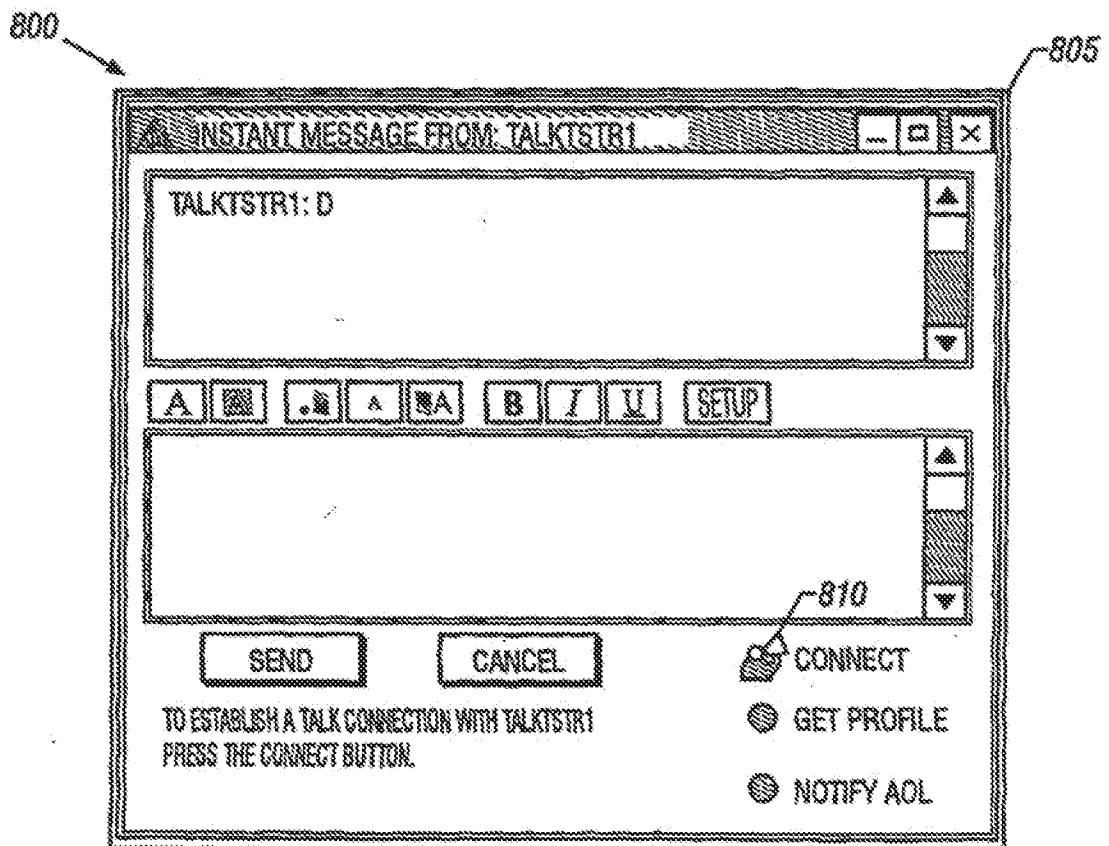 800
805
INSTANT MESSAGE FROM: TALKTSTR1
TALKTSTR1: D
A A A B I U SETUP
810
SEND CANCEL CONNECT
TO ESTABLISH A TALK CONNECTION WITH TALKTSTR1
PRESS THE CONNECT BUTTON.
GET PROFILE
NOTIFY AOL